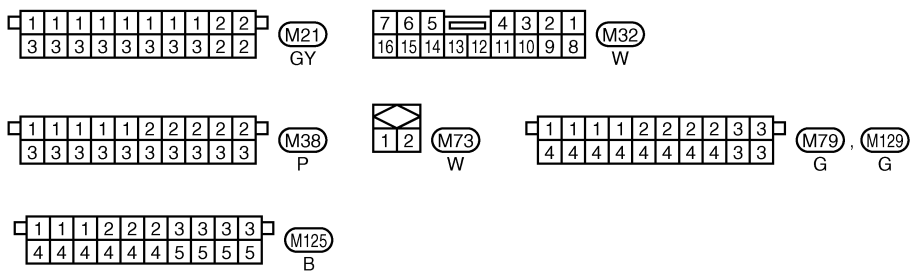 1 1 1 1 1 1 1 1 2 2
3 3 3 3 3 3 3 3 2 2
M21
GY
7 6 5 4 3 2 1
16 15 14 13 12 11 10 9 8
M32
W
1 1 1 1 1 2 2 2 2 2
3 3 3 3 3 3 3 3 3 3
M38
P
1 2
M73
W
1 1 1 1 2 2 2 2 3 3
4 4 4 4 4 4 4 4 3 3
M79 , M129
G G
1 1 1 2 2 2 3 3 3 3
4 4 4 4 4 4 5 5 5 5
M125
B